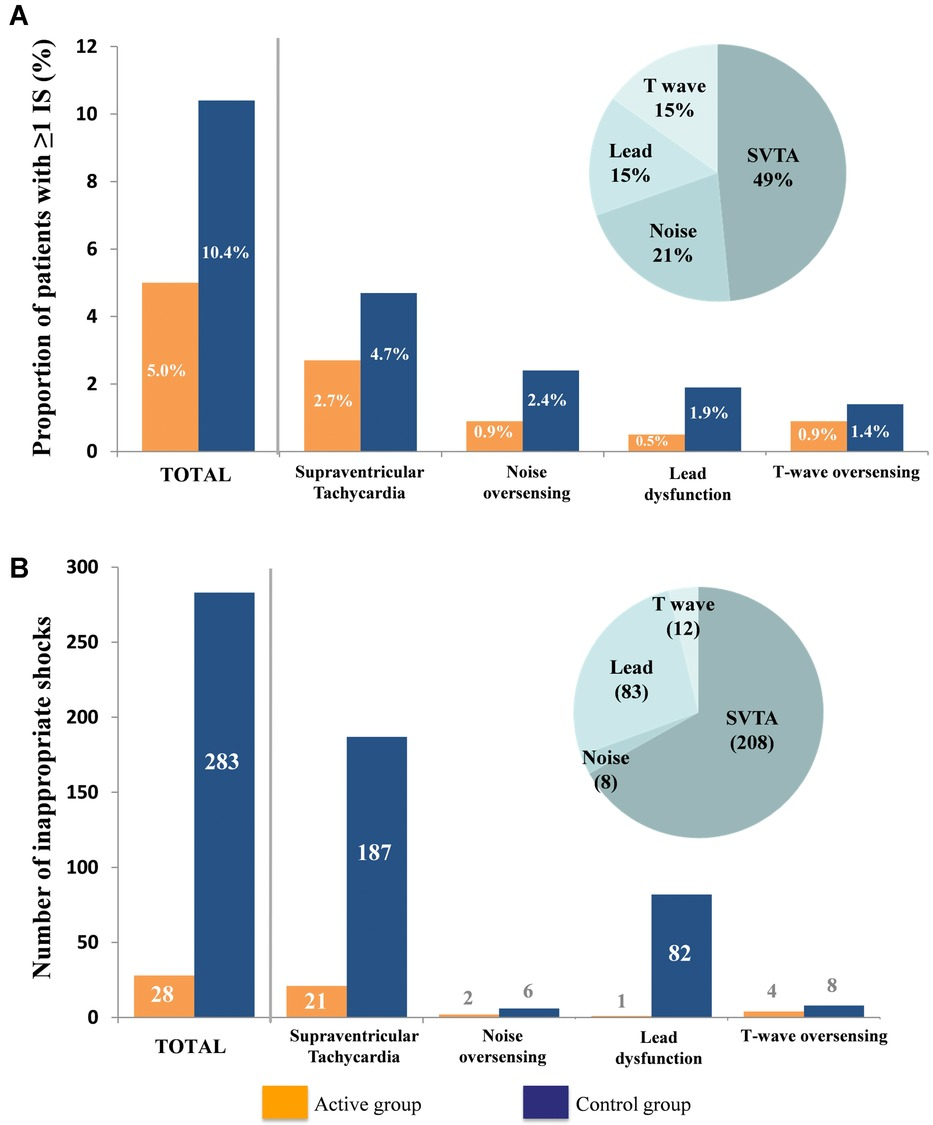 A
Proportion of patients with ≥1 IS (%)
12
10
8
6
4
2
0
10.4%
5.0%
2.7%
4.7%
0.9%
2.4%
0.5%
1.9%
0.9%
1.4%
TOTAL
Supraventricular
Tachycardia
Noise
oversensing
Lead
dysfunction
T-wave oversensing
T wave
15%
Lead
15%
Noise
21%
SVTA
49%
B
Number of inappropriate shocks
300
250
200
150
100
50
0
28
283
21
187
2
6
1
82
4
8
TOTAL
Supraventricular
Tachycardia
Noise
oversensing
Lead
dysfunction
T-wave oversensing
T wave
(12)
Lead
(83)
Noise
(8)
SVTA
(208)
Active group
Control group